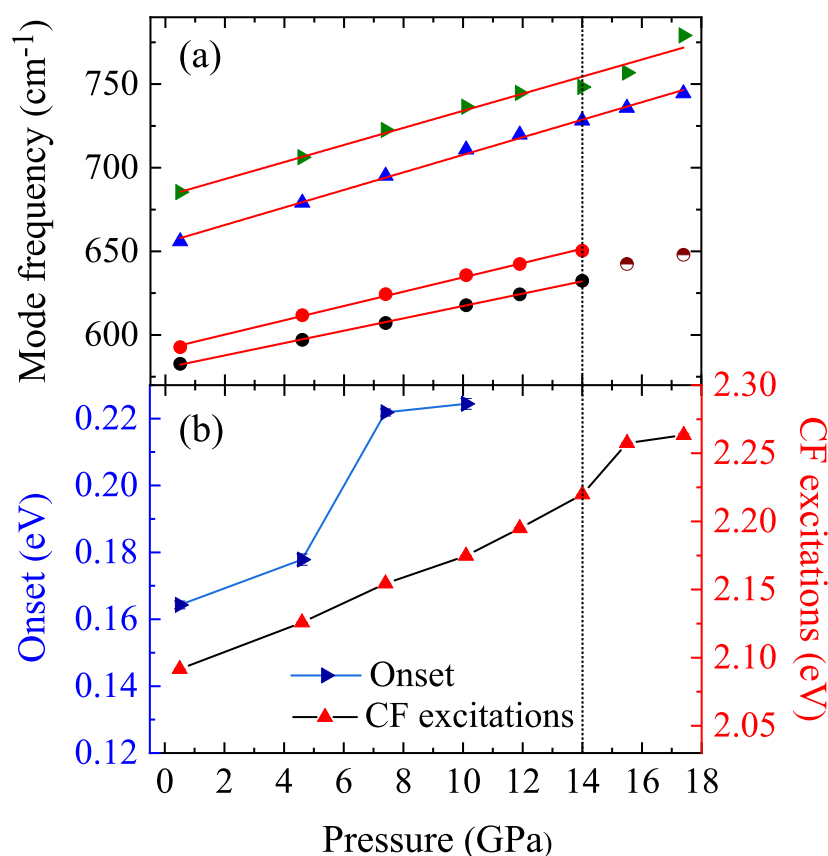 (a)
Mode frequency (cm⁻¹)
750
700
650
600
(b)
Onset (eV)
0.22
0.20
0.18
0.16
0.14
0.12
2.30
2.25
2.20
2.15
2.10
2.05
CF excitations (eV)
Onset
CF excitations
0 2 4 6 8 10 12 14 16 18
Pressure (GPa)